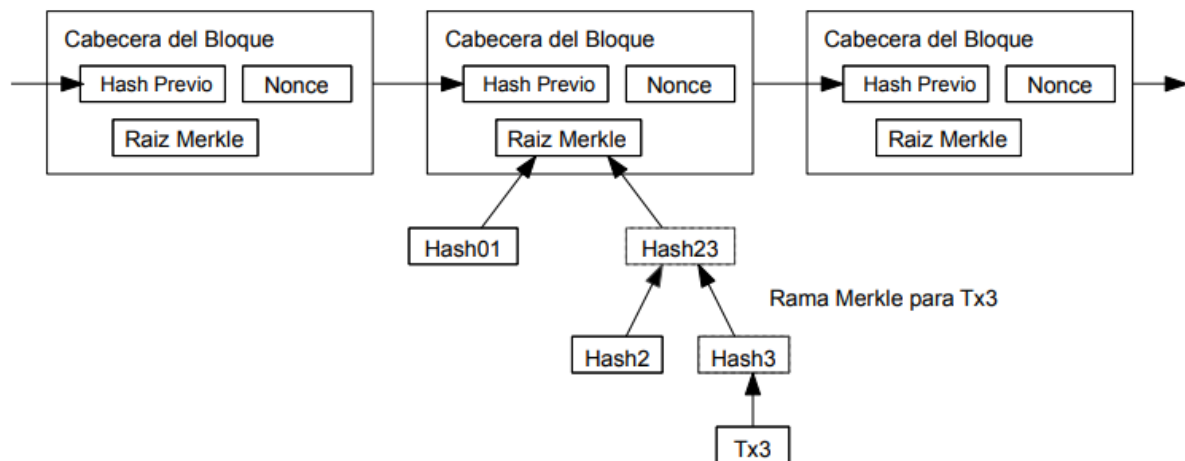 Cabecera del Bloque
Hash Previo
Nonce
Raiz Merkle
Cabecera del Bloque
Hash Previo
Nonce
Raiz Merkle
Cabecera del Bloque
Hash Previo
Nonce
Raiz Merkle
Hash01
Hash23
Rama Merkle para Tx3
Hash2
Hash3
Tx3